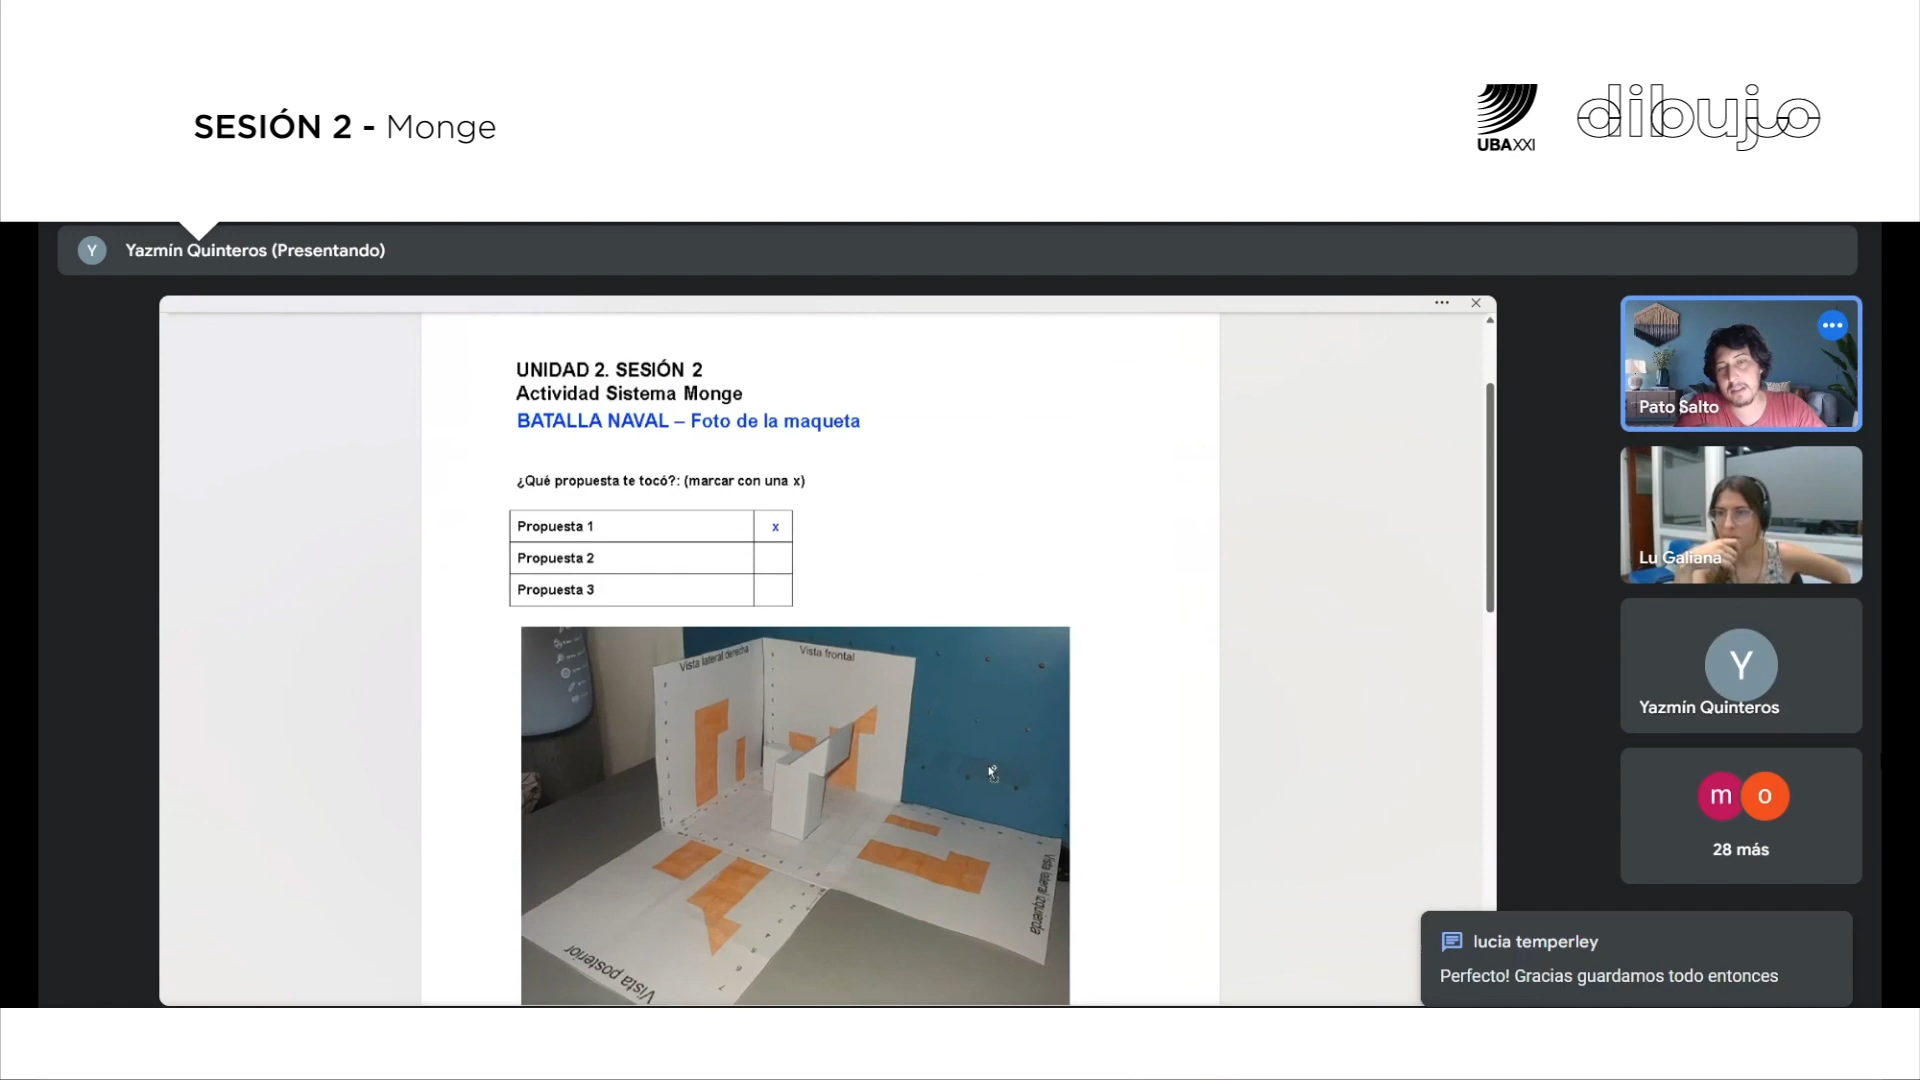 SESIÓN 2 - Monge
UBAXXI
dibujo
Y
Yazmín Quinteros (Presentando)
UNIDAD 2. SESIÓN 2
Actividad Sistema Monge
BATALLA NAVAL – Foto de la maqueta
¿Qué propuesta te tocó?: (marcar con una x)
Propuesta 1 x
Propuesta 2
Propuesta 3
Vista lateral derecha
Vista frontal
Vista lateral izquierda
Vista posterior
Pato Salto
Lu Galiana
Y
Yazmín Quinteros
m o
28 más
lucia temperley
Perfecto! Gracias guardamos todo entonces